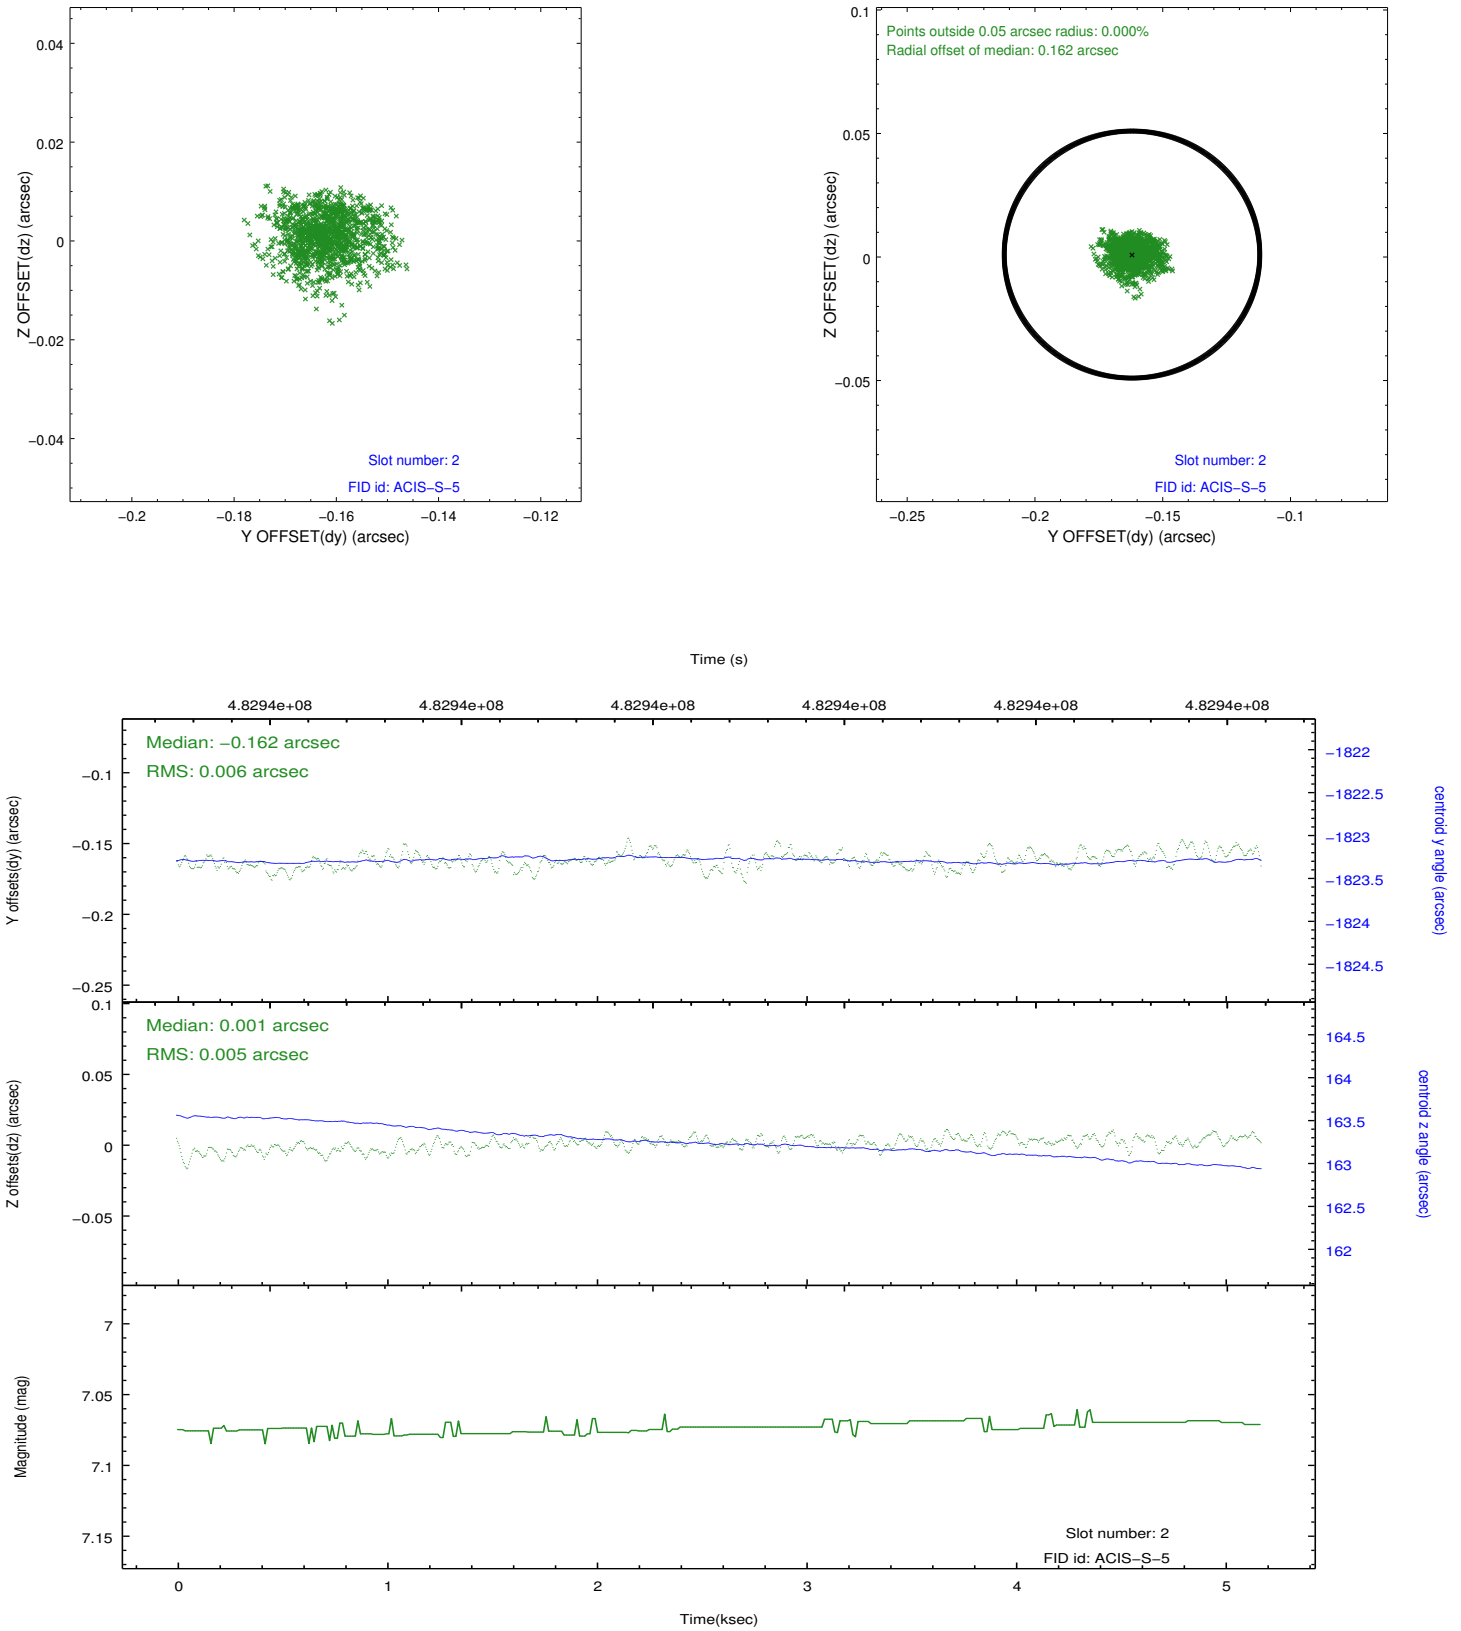 0.04
0.02
0
−0.02
−0.04
Z OFFSET(dz) (arcsec)
Slot number: 2
FID id: ACIS−S−5
−0.2
−0.18
−0.16
−0.14
−0.12
Y OFFSET(dy) (arcsec)
0.1
0.05
0
−0.05
Z OFFSET(dz) (arcsec)
Points outside 0.05 arcsec radius: 0.000%
Radial offset of median: 0.162 arcsec
Slot number: 2
FID id: ACIS−S−5
−0.25
−0.2
−0.15
−0.1
Y OFFSET(dy) (arcsec)
Time (s)
4.8294e+08
4.8294e+08
4.8294e+08
4.8294e+08
4.8294e+08
4.8294e+08
Median: −0.162 arcsec
RMS: 0.006 arcsec
−0.1
−0.15
−0.2
−0.25
Y offsets(dy) (arcsec)
−1822
−1822.5
−1823
−1823.5
−1824
−1824.5
centroid y angle (arcsec)
Median: 0.001 arcsec
RMS: 0.005 arcsec
0.1
0.05
0
−0.05
Z offsets(dz) (arcsec)
164.5
164
163.5
163
162.5
162
centroid z angle (arcsec)
7
7.05
7.1
7.15
Magnitude (mag)
Slot number: 2
FID id: ACIS−S−5
0
1
2
3
4
5
Time(ksec)